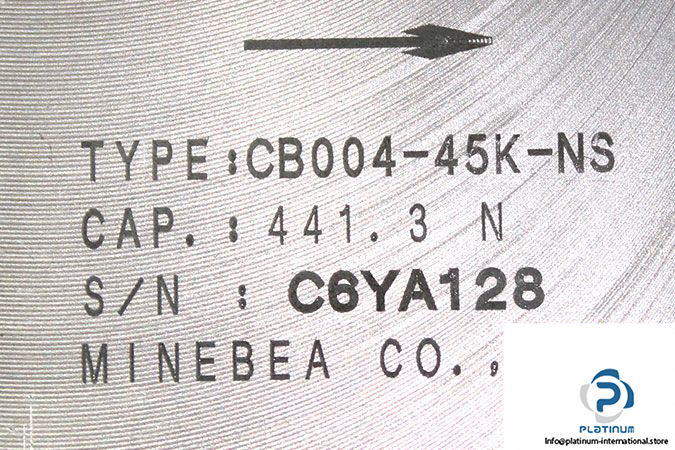 TYPE:CB004-45K-NS
CAP.: 441.3 N
S/N : C6YA128
MINEBEA CO.,
PLATINUM
Info@platinum-international.store